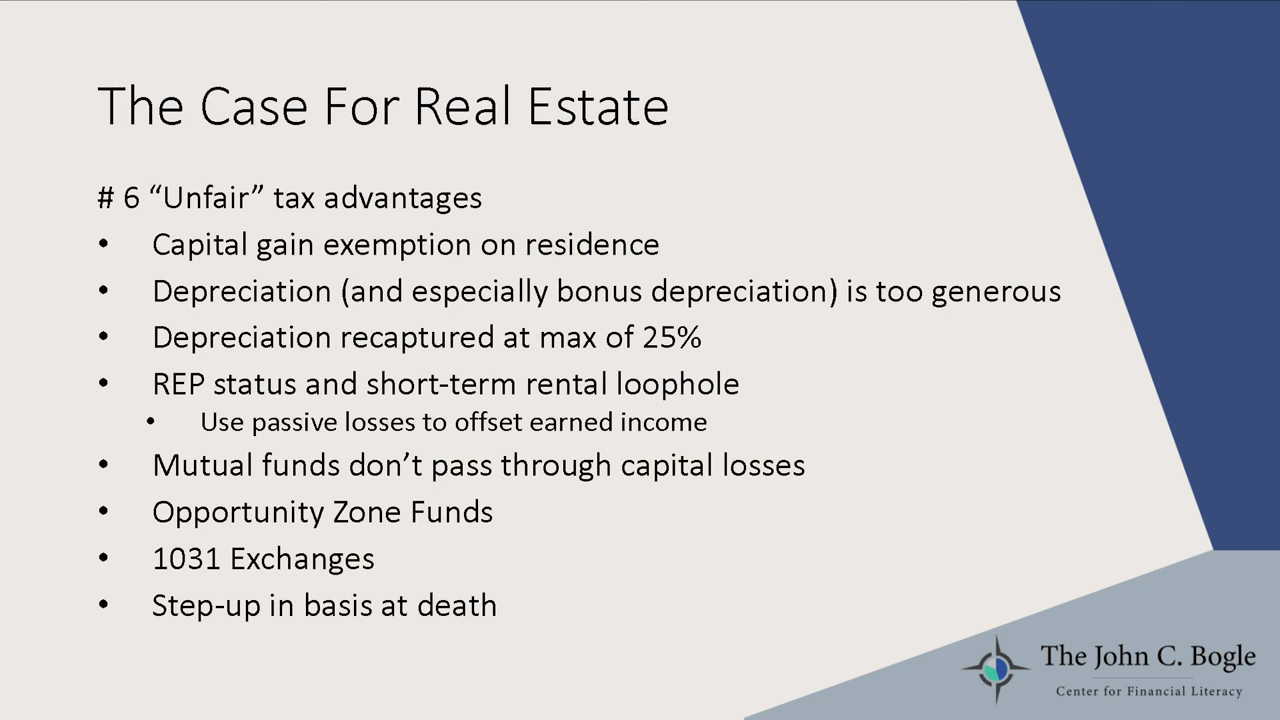 The Case For Real Estate
# 6 “Unfair” tax advantages
• Capital gain exemption on residence
• Depreciation (and especially bonus depreciation) is too generous
• Depreciation recaptured at max of 25%
• REP status and short-term rental loophole
• Use passive losses to offset earned income
• Mutual funds don’t pass through capital losses
• Opportunity Zone Funds
• 1031 Exchanges
• Step-up in basis at death
The John C. Bogle
Center for Financial Literacy